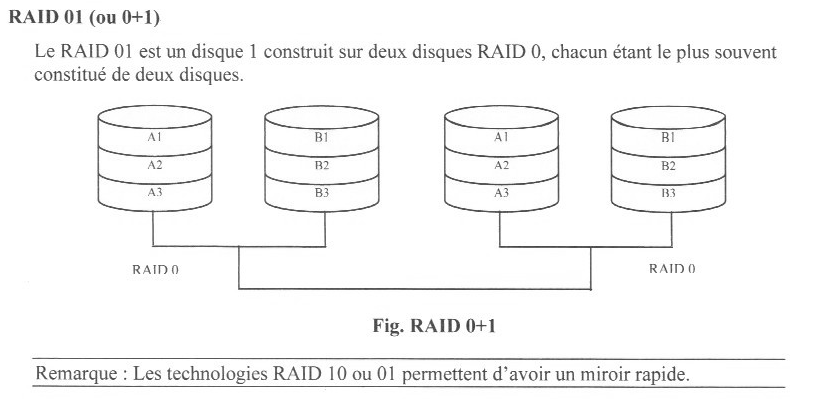 RAID 01 (ou 0+1)
Le RAID 01 est un disque 1 construit sur deux disques RAID 0, chacun étant le plus souvent
constitué de deux disques.
A1 B1 A1 B1
A2 B2 A2 B2
A3 B3 A3 B3
RAID 0 RAID 0
Fig. RAID 0+1
Remarque : Les technologies RAID 10 ou 01 permettent d'avoir un miroir rapide.